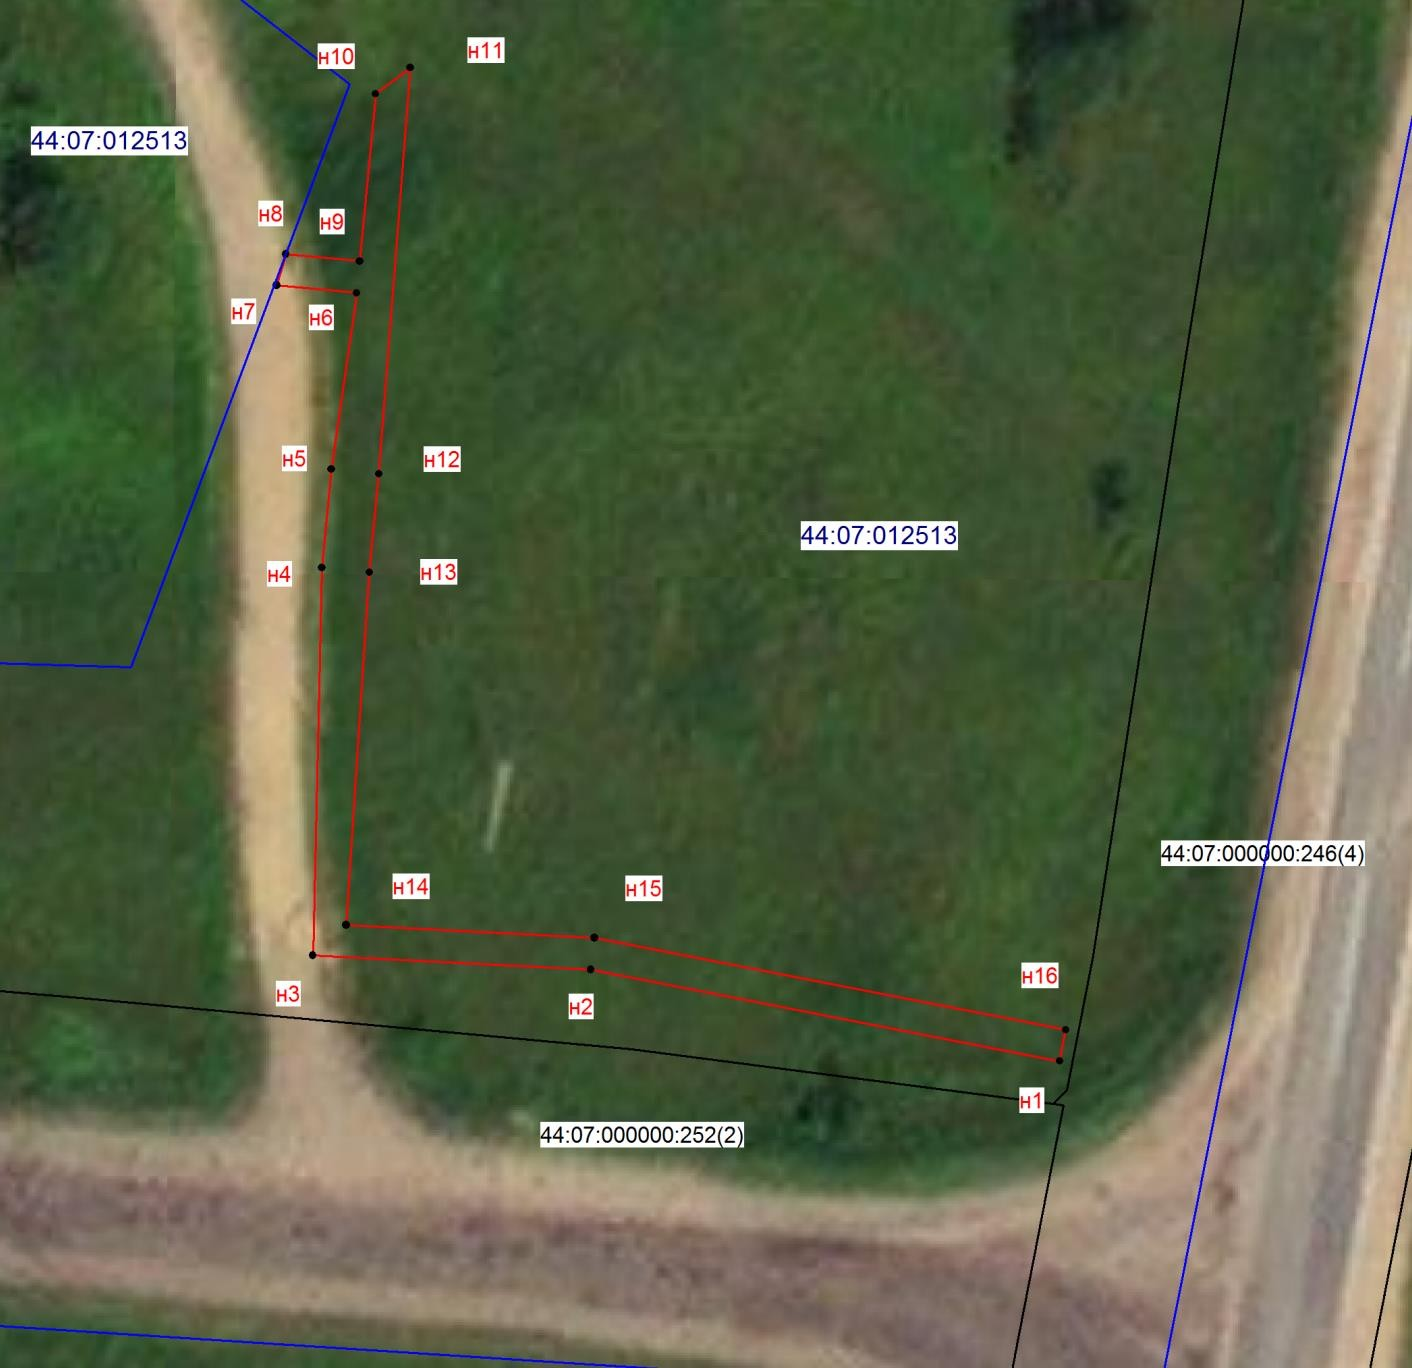 н10
н11
44:07:012513
н8
н9
н7
н6
н5
н12
44:07:012513
н4
н13
44:07:000000:246(4)
н14
н15
н16
н3
н2
н1
44:07:000000:252(2)